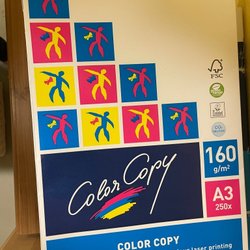 FSC
Color Copy
160
g/m²
A3
250x
COLOR COPY
laser printing